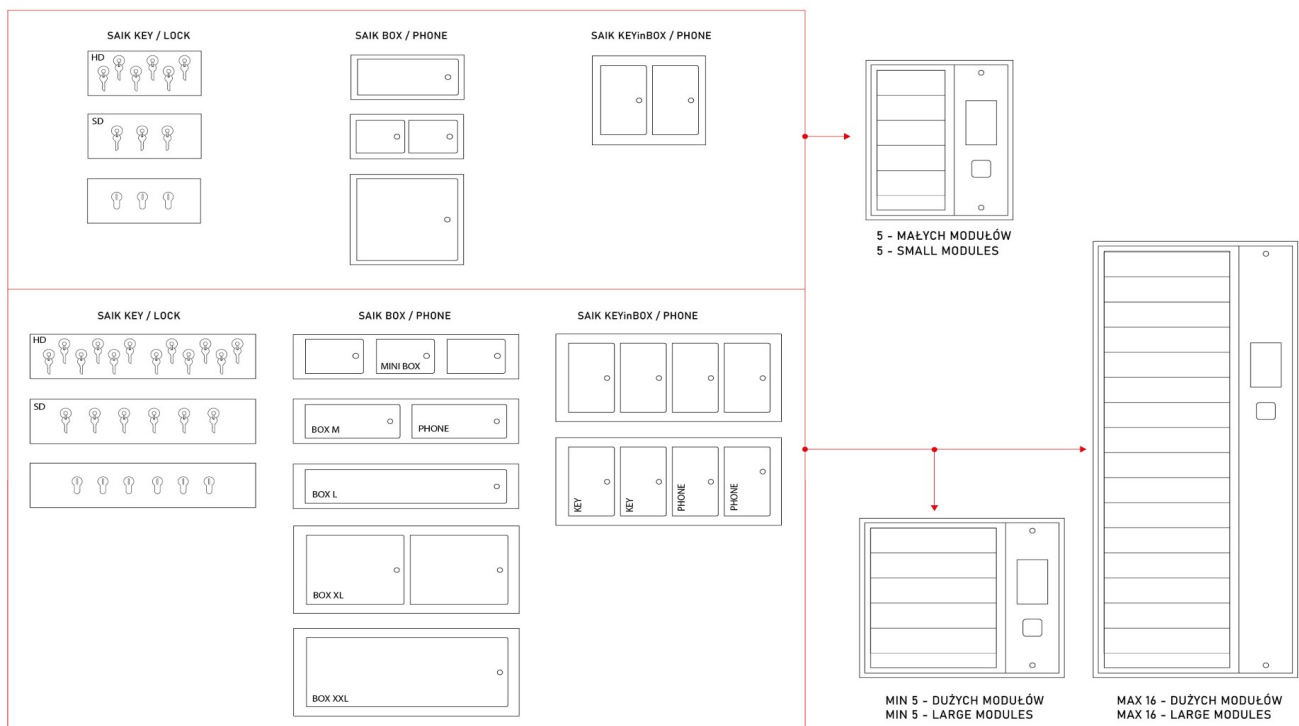 SAIK KEY / LOCK
SAIK BOX / PHONE
SAIK KEYinBOX / PHONE
HD
SD
5 - MAŁYCH MODUŁÓW
5 - SMALL MODULES
SAIK KEY / LOCK
SAIK BOX / PHONE
SAIK KEYinBOX / PHONE
HD
MINI BOX
SD
BOX M
PHONE
BOX L
KEY
KEY
PHONE
PHONE
BOX XL
BOX XXL
MIN 5 - DUŻYCH MODUŁÓW
MIN 5 - LARGE MODULES
MAX 16 - DUŻYCH MODUŁÓW
MAX 16 - LARGE MODULES